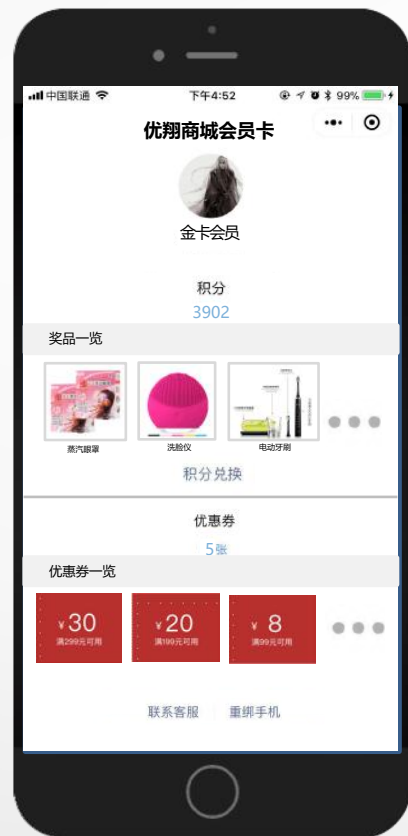 中国联通 下午4:52 99%
优翔商城会员卡
金卡会员
积分
3902
奖品一览
蒸汽眼罩 洗脸仪 电动牙刷
积分兑换
优惠券
5张
优惠券一览
¥30 ¥20 ¥8
满299元可用 满199元可用 满99元可用
联系客服 重绑手机